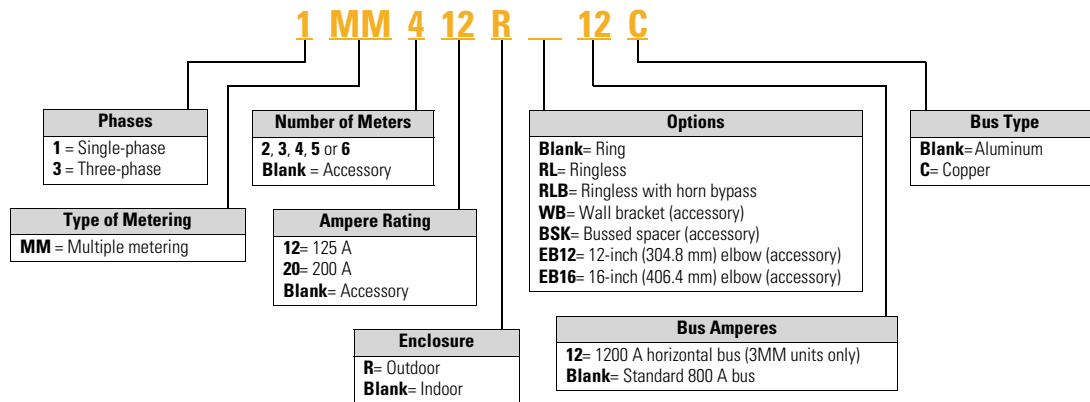 1 MM 4 12 R __ 12 C
Phases
1 = Single-phase
3 = Three-phase
Type of Metering
MM = Multiple metering
Number of Meters
2, 3, 4, 5 or 6
Blank = Accessory
Ampere Rating
12= 125 A
20= 200 A
Blank= Accessory
Enclosure
R= Outdoor
Blank= Indoor
Options
Blank= Ring
RL= Ringless
RLB= Ringless with horn bypass
WB= Wall bracket (accessory)
BSK= Bussed spacer (accessory)
EB12= 12-inch (304.8 mm) elbow (accessory)
EB16= 16-inch (406.4 mm) elbow (accessory)
Bus Amperes
12= 1200 A horizontal bus (3MM units only)
Blank= Standard 800 A bus
Bus Type
Blank= Aluminum
C= Copper